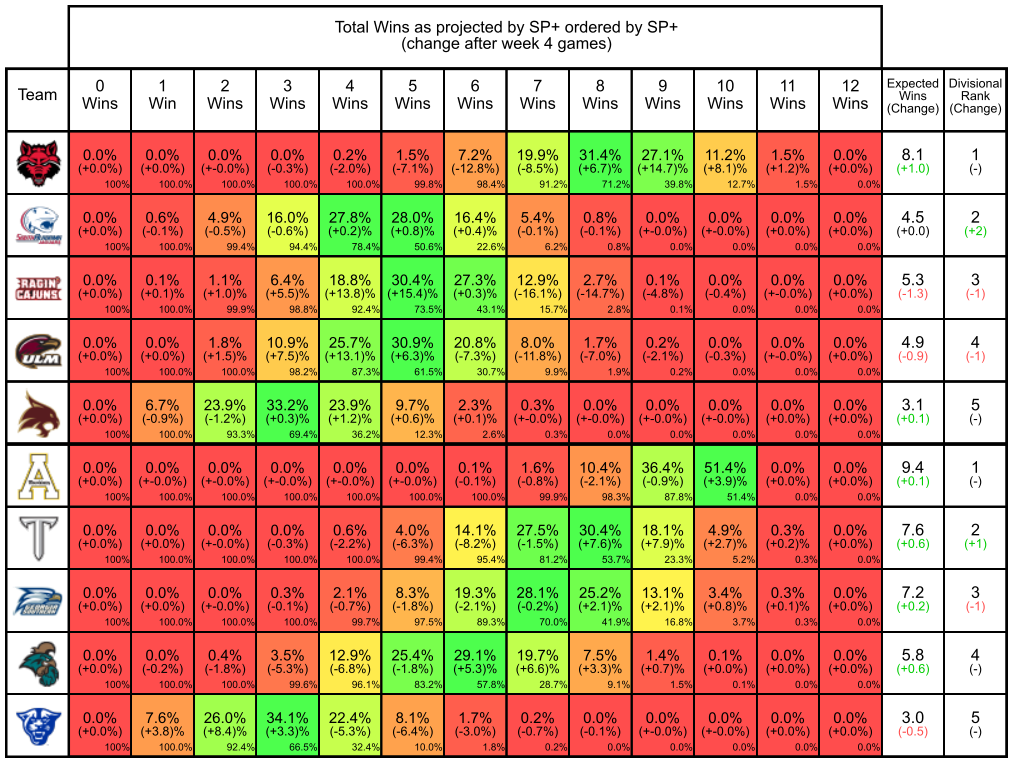 Total Wins as projected by SP+ ordered by SP+
(change after week 4 games)
Team 0 Wins 1 Win 2 Wins 3 Wins 4 Wins 5 Wins 6 Wins 7 Wins 8 Wins 9 Wins 10 Wins 11 Wins 12 Wins Expected Wins (Change) Divisional Rank (Change)
0.0% 0.0% 0.0% 0.0% 0.2% 1.5% 7.2% 19.9% 31.4% 27.1% 11.2% 1.5% 0.0% 8.1 1
(+0.0%) (+0.0%) (+-0.0%) (-0.3%) (-2.0%) (-7.1%) (-12.8%) (-8.5%) (+6.7)% (+14.7)% (+8.1)% (+1.2)% (+0.0%) (+1.0) (-)
100% 100.0% 100.0% 100.0% 100.0% 99.8% 98.4% 91.2% 71.2% 39.8% 12.7% 1.5% 0.0%
0.0% 0.6% 4.9% 16.0% 27.8% 28.0% 16.4% 5.4% 0.8% 0.0% 0.0% 0.0% 0.0% 4.5 2
(+0.0%) (-0.1%) (-0.5%) (-0.6%) (+0.2)% (+0.8)% (+0.4)% (-0.1%) (-0.1%) (+-0.0%) (+-0.0%) (+-0.0%) (+0.0%) (+0.0) (+2)
100% 100.0% 99.4% 94.4% 78.4% 50.6% 22.6% 6.2% 0.8% 0.0% 0.0% 0.0% 0.0%
RAGIN' CAJUNS
0.0% 0.1% 1.1% 6.4% 18.8% 30.4% 27.3% 12.9% 2.7% 0.1% 0.0% 0.0% 0.0% 5.3 3
(+0.0%) (+0.1)% (+1.0)% (+5.5)% (+13.8)% (+15.4)% (+0.3)% (-16.1%) (-14.7%) (-4.8%) (-0.4%) (+-0.0%) (+0.0%) (-1.3) (-1)
100% 100.0% 99.9% 98.8% 92.4% 73.5% 43.1% 15.7% 2.8% 0.1% 0.0% 0.0% 0.0%
ULM
0.0% 0.0% 1.8% 10.9% 25.7% 30.9% 20.8% 8.0% 1.7% 0.2% 0.0% 0.0% 0.0% 4.9 4
(+0.0%) (+0.0%) (+1.5)% (+7.5)% (+13.1)% (+6.3)% (-7.3%) (-11.8%) (-7.0%) (-2.1%) (-0.3%) (+-0.0%) (+0.0%) (-0.9) (-1)
100% 100.0% 100.0% 98.2% 87.3% 61.5% 30.7% 9.9% 1.9% 0.2% 0.0% 0.0% 0.0%
0.0% 6.7% 23.9% 33.2% 23.9% 9.7% 2.3% 0.3% 0.0% 0.0% 0.0% 0.0% 0.0% 3.1 5
(+0.0%) (-0.9%) (-1.2%) (+0.3)% (+1.2)% (+0.6)% (+0.1)% (+-0.0%) (+-0.0%) (+-0.0%) (+-0.0%) (+0.0%) (+0.0%) (+0.1) (-)
100% 100.0% 93.3% 69.4% 36.2% 12.3% 2.6% 0.3% 0.0% 0.0% 0.0% 0.0% 0.0%
A
0.0% 0.0% 0.0% 0.0% 0.0% 0.0% 0.1% 1.6% 10.4% 36.4% 51.4% 0.0% 0.0% 9.4 1
(+0.0%) (+-0.0%) (+-0.0%) (+-0.0%) (+-0.0%) (+-0.0%) (-0.1%) (-0.8%) (-2.1%) (-0.9%) (+3.9)% (+0.0%) (+0.0%) (+0.1) (-)
100% 100.0% 100.0% 100.0% 100.0% 100.0% 100.0% 99.9% 98.3% 87.8% 51.4% 0.0% 0.0%
T
0.0% 0.0% 0.0% 0.0% 0.6% 4.0% 14.1% 27.5% 30.4% 18.1% 4.9% 0.3% 0.0% 7.6 2
(+0.0%) (+0.0%) (+-0.0%) (-0.3%) (-2.2%) (-6.3%) (-8.2%) (-1.5%) (+7.6)% (+7.9)% (+2.7)% (+0.2)% (+0.0%) (+0.6) (+1)
100% 100.0% 100.0% 100.0% 100.0% 99.4% 95.4% 81.2% 53.7% 23.3% 5.2% 0.3% 0.0%
0.0% 0.0% 0.0% 0.3% 2.1% 8.3% 19.3% 28.1% 25.2% 13.1% 3.4% 0.3% 0.0% 7.2 3
(+0.0%) (+0.0%) (+-0.0%) (-0.1%) (-0.7%) (-1.8%) (-2.1%) (-0.2%) (+2.1)% (+2.1)% (+0.8)% (+0.1)% (+0.0%) (+0.2) (-1)
100% 100.0% 100.0% 100.0% 99.7% 97.5% 89.3% 70.0% 41.9% 16.8% 3.7% 0.3% 0.0%
0.0% 0.0% 0.4% 3.5% 12.9% 25.4% 29.1% 19.7% 7.5% 1.4% 0.1% 0.0% 0.0% 5.8 4
(+0.0%) (-0.2%) (-1.8%) (-5.3%) (-6.8%) (-1.8%) (+5.3)% (+6.6)% (+3.3)% (+0.7)% (+0.0%) (+0.0%) (+0.0%) (+0.6) (-)
100% 100.0% 100.0% 99.6% 96.1% 83.2% 57.8% 28.7% 9.1% 1.5% 0.1% 0.0% 0.0%
0.0% 7.6% 26.0% 34.1% 22.4% 8.1% 1.7% 0.2% 0.0% 0.0% 0.0% 0.0% 0.0% 3.0 5
(+0.0%) (+3.8)% (+8.4)% (+3.3)% (-5.3%) (-6.4%) (-3.0%) (-0.7%) (-0.1%) (+-0.0%) (+-0.0%) (+0.0%) (+0.0%) (-0.5) (-)
100% 100.0% 92.4% 66.5% 32.4% 10.0% 1.8% 0.2% 0.0% 0.0% 0.0% 0.0% 0.0%